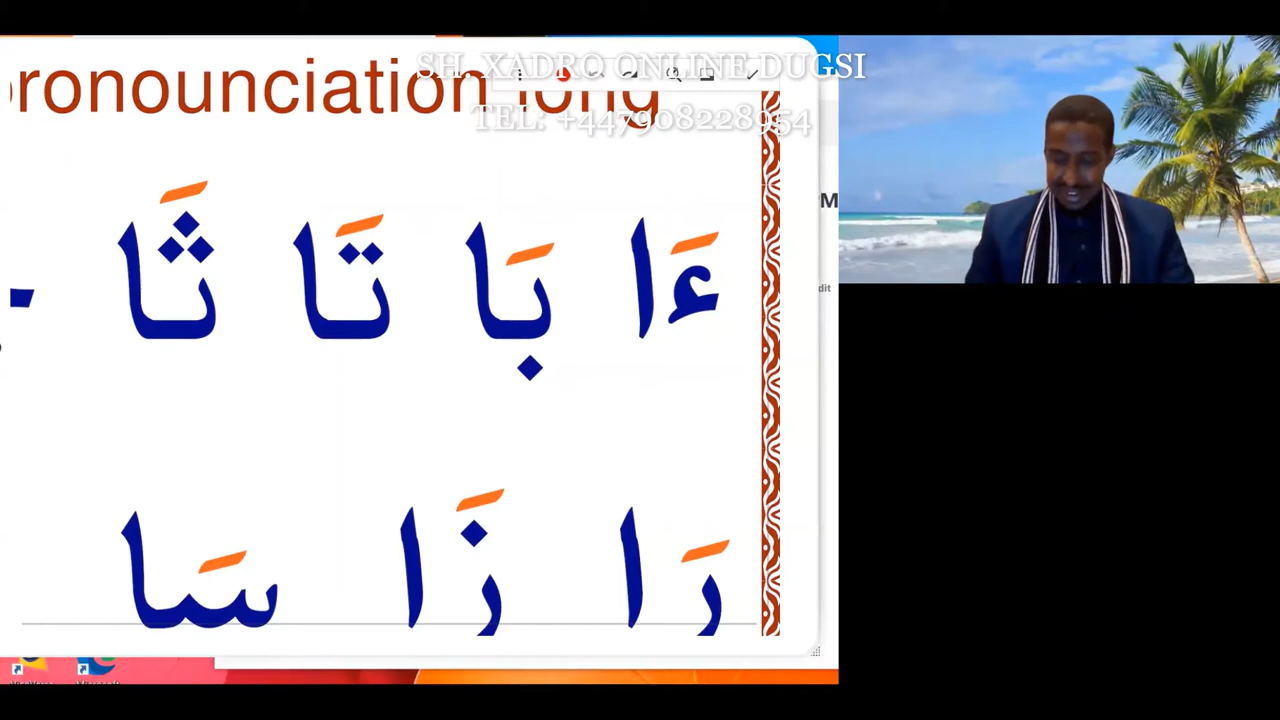 SH. XADRO ONLINE DUGSI
TEL: +447908228954
pronounciation long
ءَا بَا تَا ثَا
رَا زَا سَا